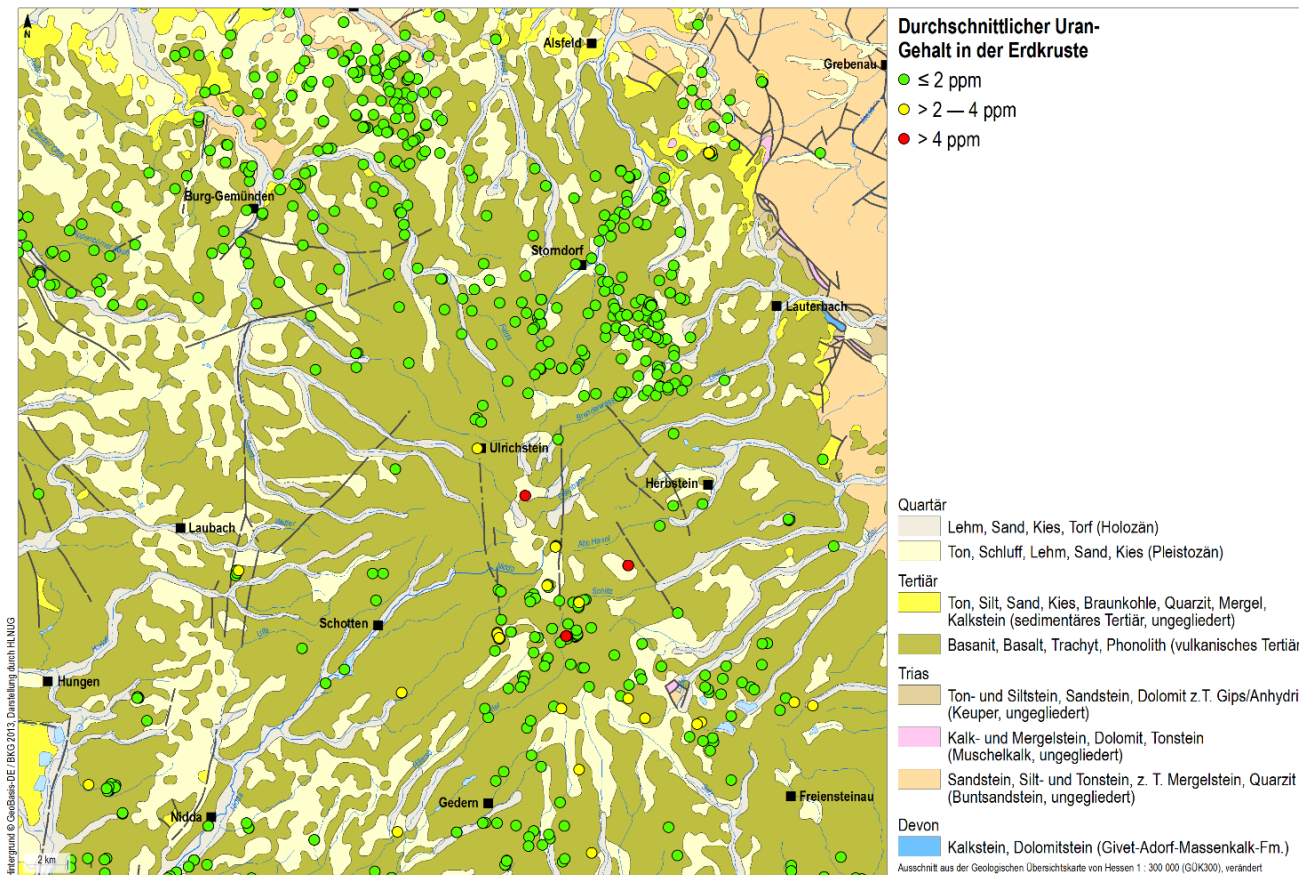 N
Alsfeld
Grebenau
Burg-Gemünden
Storndorf
Lauterbach
Ulrichstein
Herbstein
Laubach
Alte Hasel
Nidda
Schlitz
Schotten
Hungen
Gedern
Freiensteinau
Nidda
2 km
Hintergrund © GeoBasis-DE / BKG 2013, Darstellung durch HLNUG
Durchschnittlicher Uran-
Gehalt in der Erdkruste
≤ 2 ppm
> 2 — 4 ppm
> 4 ppm
Quartär
Lehm, Sand, Kies, Torf (Holozän)
Ton, Schluff, Lehm, Sand, Kies (Pleistozän)
Tertiär
Ton, Silt, Sand, Kies, Braunkohle, Quarzit, Mergel,
Kalkstein (sedimentäres Tertiär, ungegliedert)
Basanit, Basalt, Trachyt, Phonolith (vulkanisches Tertiär
Trias
Ton- und Siltstein, Sandstein, Dolomit z.T. Gips/Anhydri
(Keuper, ungegliedert)
Kalk- und Mergelstein, Dolomit, Tonstein
(Muschelkalk, ungegliedert)
Sandstein, Silt- und Tonstein, z. T. Mergelstein, Quarzit
(Buntsandstein, ungegliedert)
Devon
Kalkstein, Dolomitstein (Givet-Adorf-Massenkalk-Fm.)
Ausschnitt aus der Geologischen Übersichtskarte von Hessen 1 : 300 000 (GÜK300), verändert